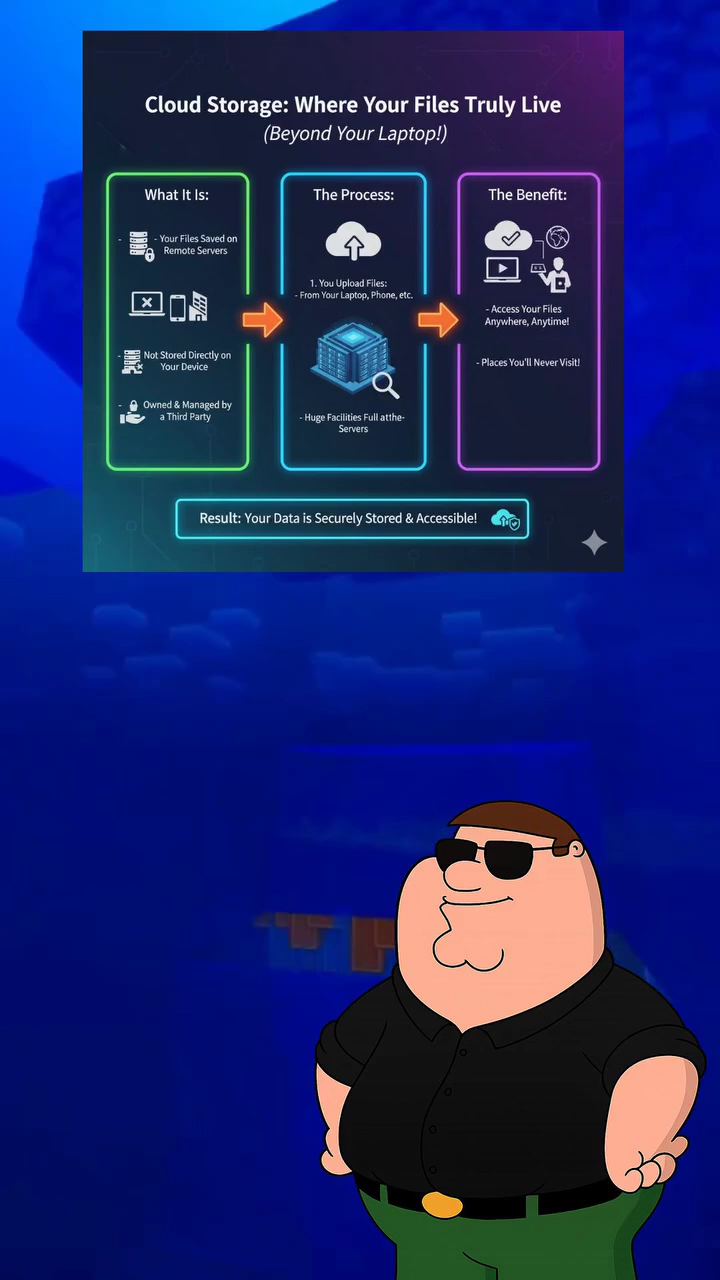 Cloud Storage: Where Your Files Truly Live
(Beyond Your Laptop!)
What It Is:
- Your Files Saved on
Remote Servers
- Not Stored Directly on
Your Device
- Owned & Managed by
a Third Party
The Process:
1. You Upload Files:
- From Your Laptop, Phone, etc.
- Huge Facilities Full atthe-
Servers
The Benefit:
- Access Your Files
Anywhere, Anytime!
- Places You'll Never Visit!
Result: Your Data is Securely Stored & Accessible!